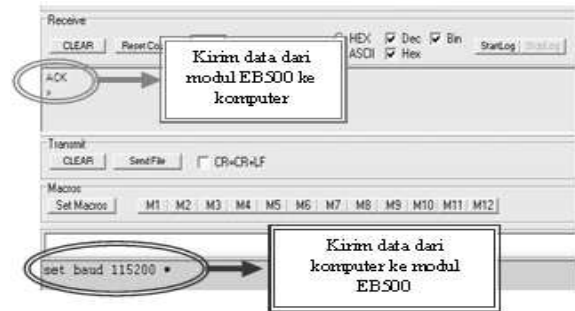 Receive
CLEAR
HEX Dec Bin
ASCII Hex
StartLog
Kirim data dari
modul EB500 ke
komputer
ACK
>
Transmit
CLEAR Send File CR=CR+LF
Macros
Set Macros M1 M2 M3 M4 M5 M6 M7 M8 M9 M10 M11 M12
Kirim data dari
komputer ke modul
EB500
set baud 115200